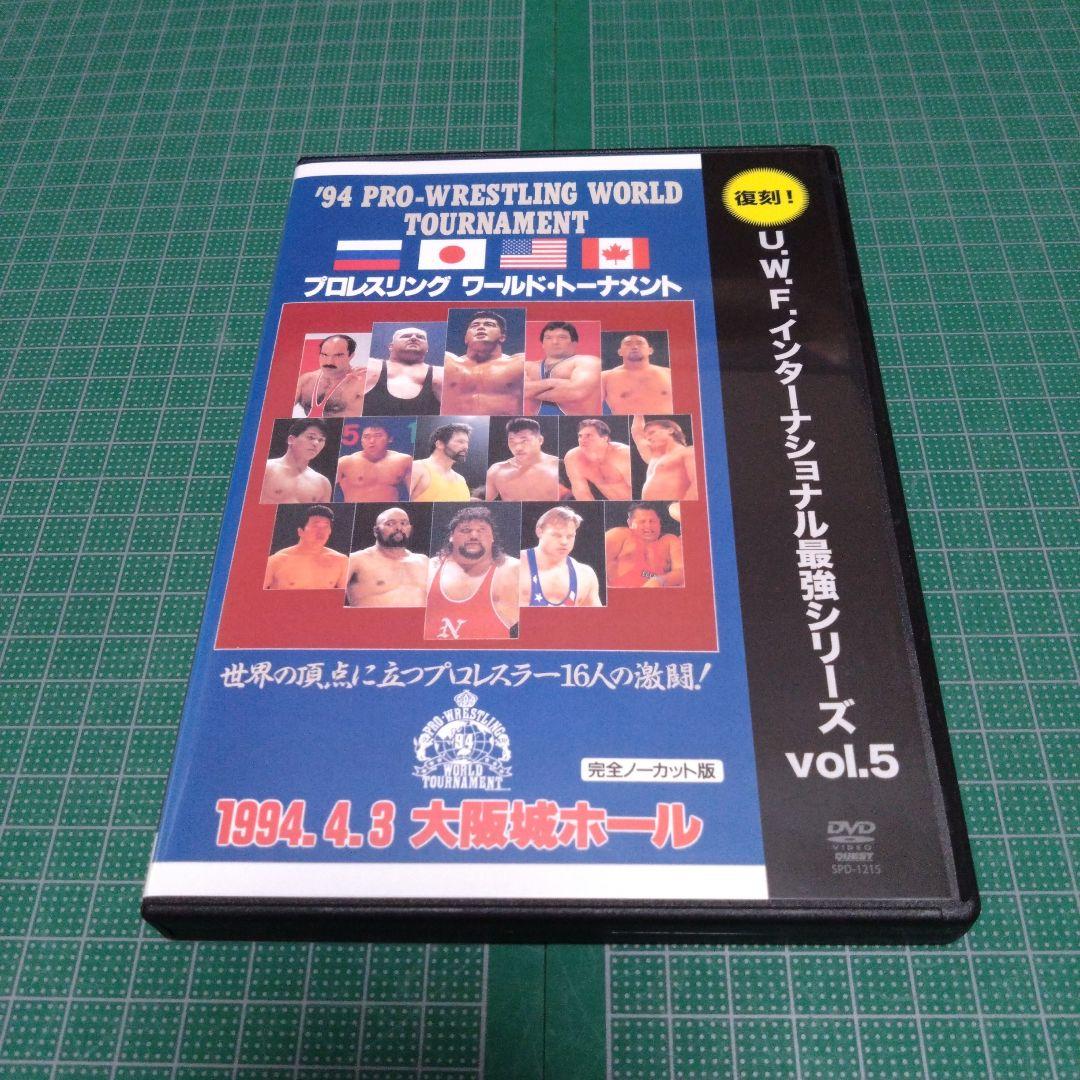 '94 PRO-WRESTLING WORLD
TOURNAMENT
プロレスリング ワールド・トーナメント
5 1
N
世界の頂点に立つプロレスラー16人の激闘!
PRO-WRESTLING
'94
WORLD
TOURNAMENT
完全ノーカット版
1994.4.3 大阪城ホール
復刻!
U.W.F.インターナショナル最強シリーズ
vol.5
DVD
VIDEO
QUEST
SPD-1215